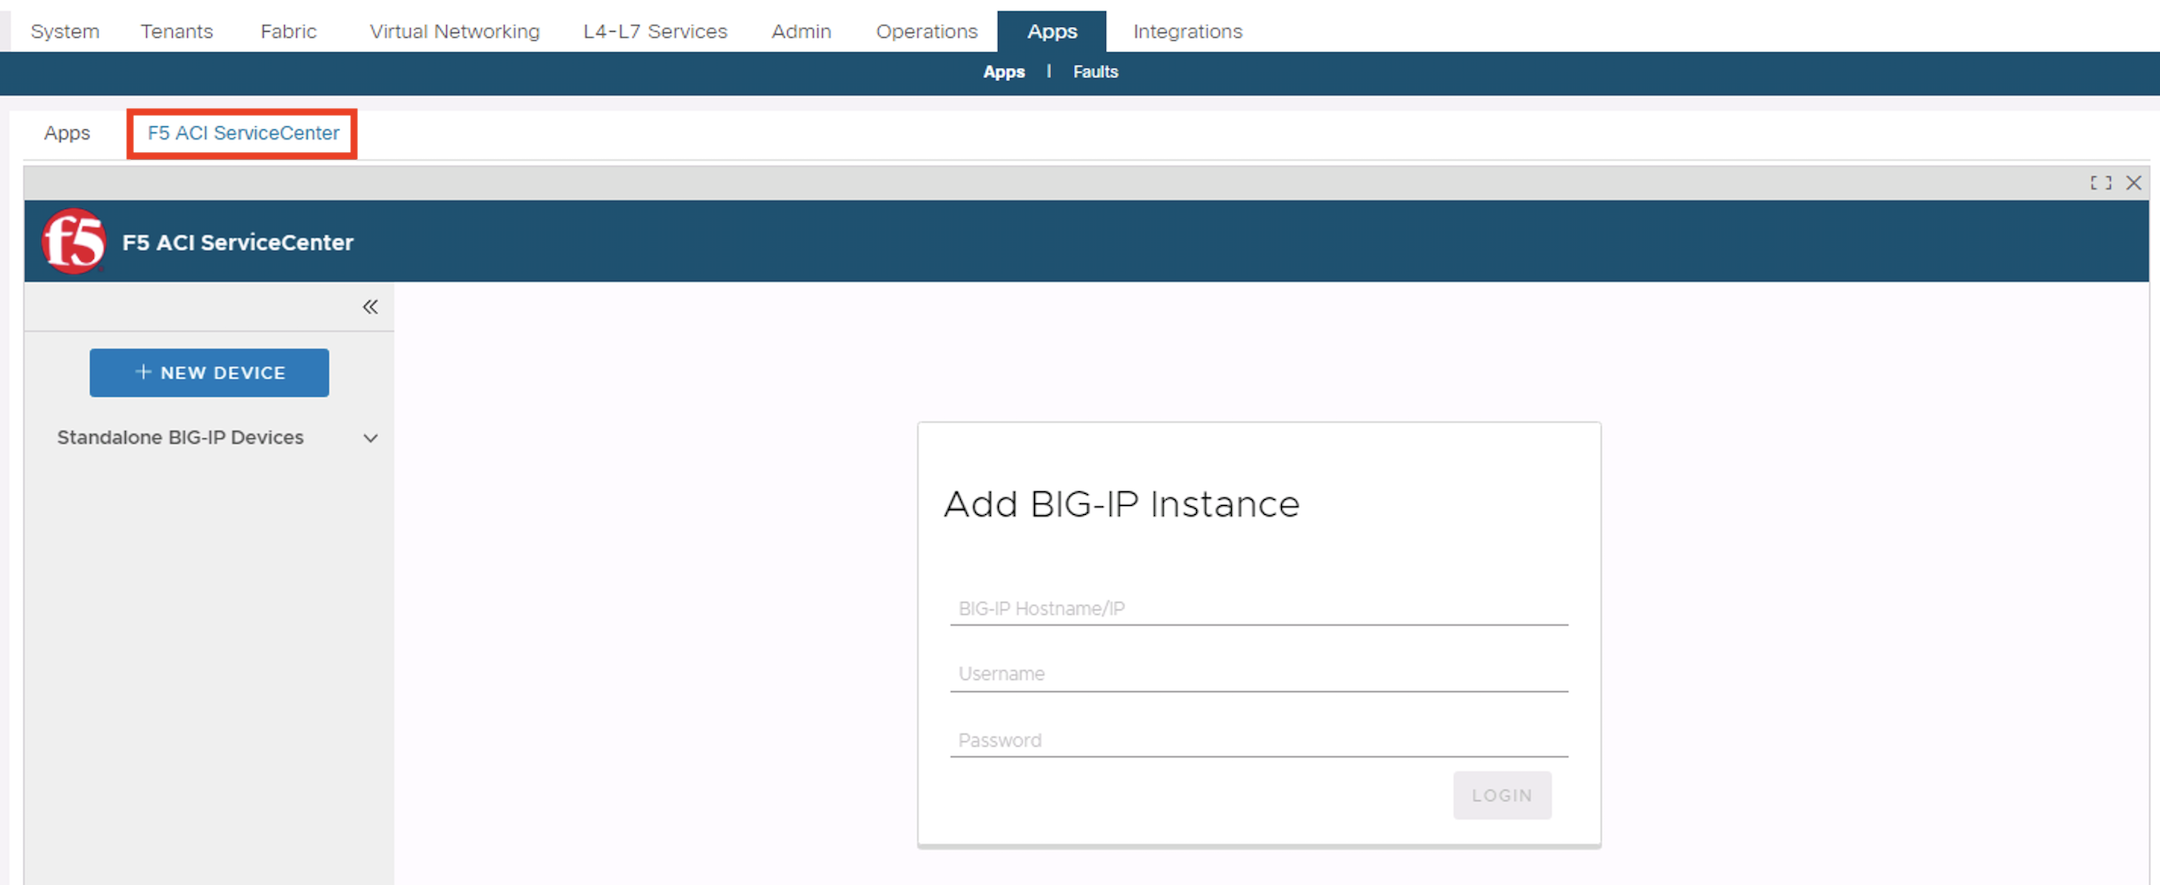 System Tenants Fabric Virtual Networking L4-L7 Services Admin Operations Apps Integrations
Apps | Faults
Apps F5 ACI ServiceCenter
f5 F5 ACI ServiceCenter
+ NEW DEVICE
Standalone BIG-IP Devices
Add BIG-IP Instance
BIG-IP Hostname/IP
Username
Password
LOGIN